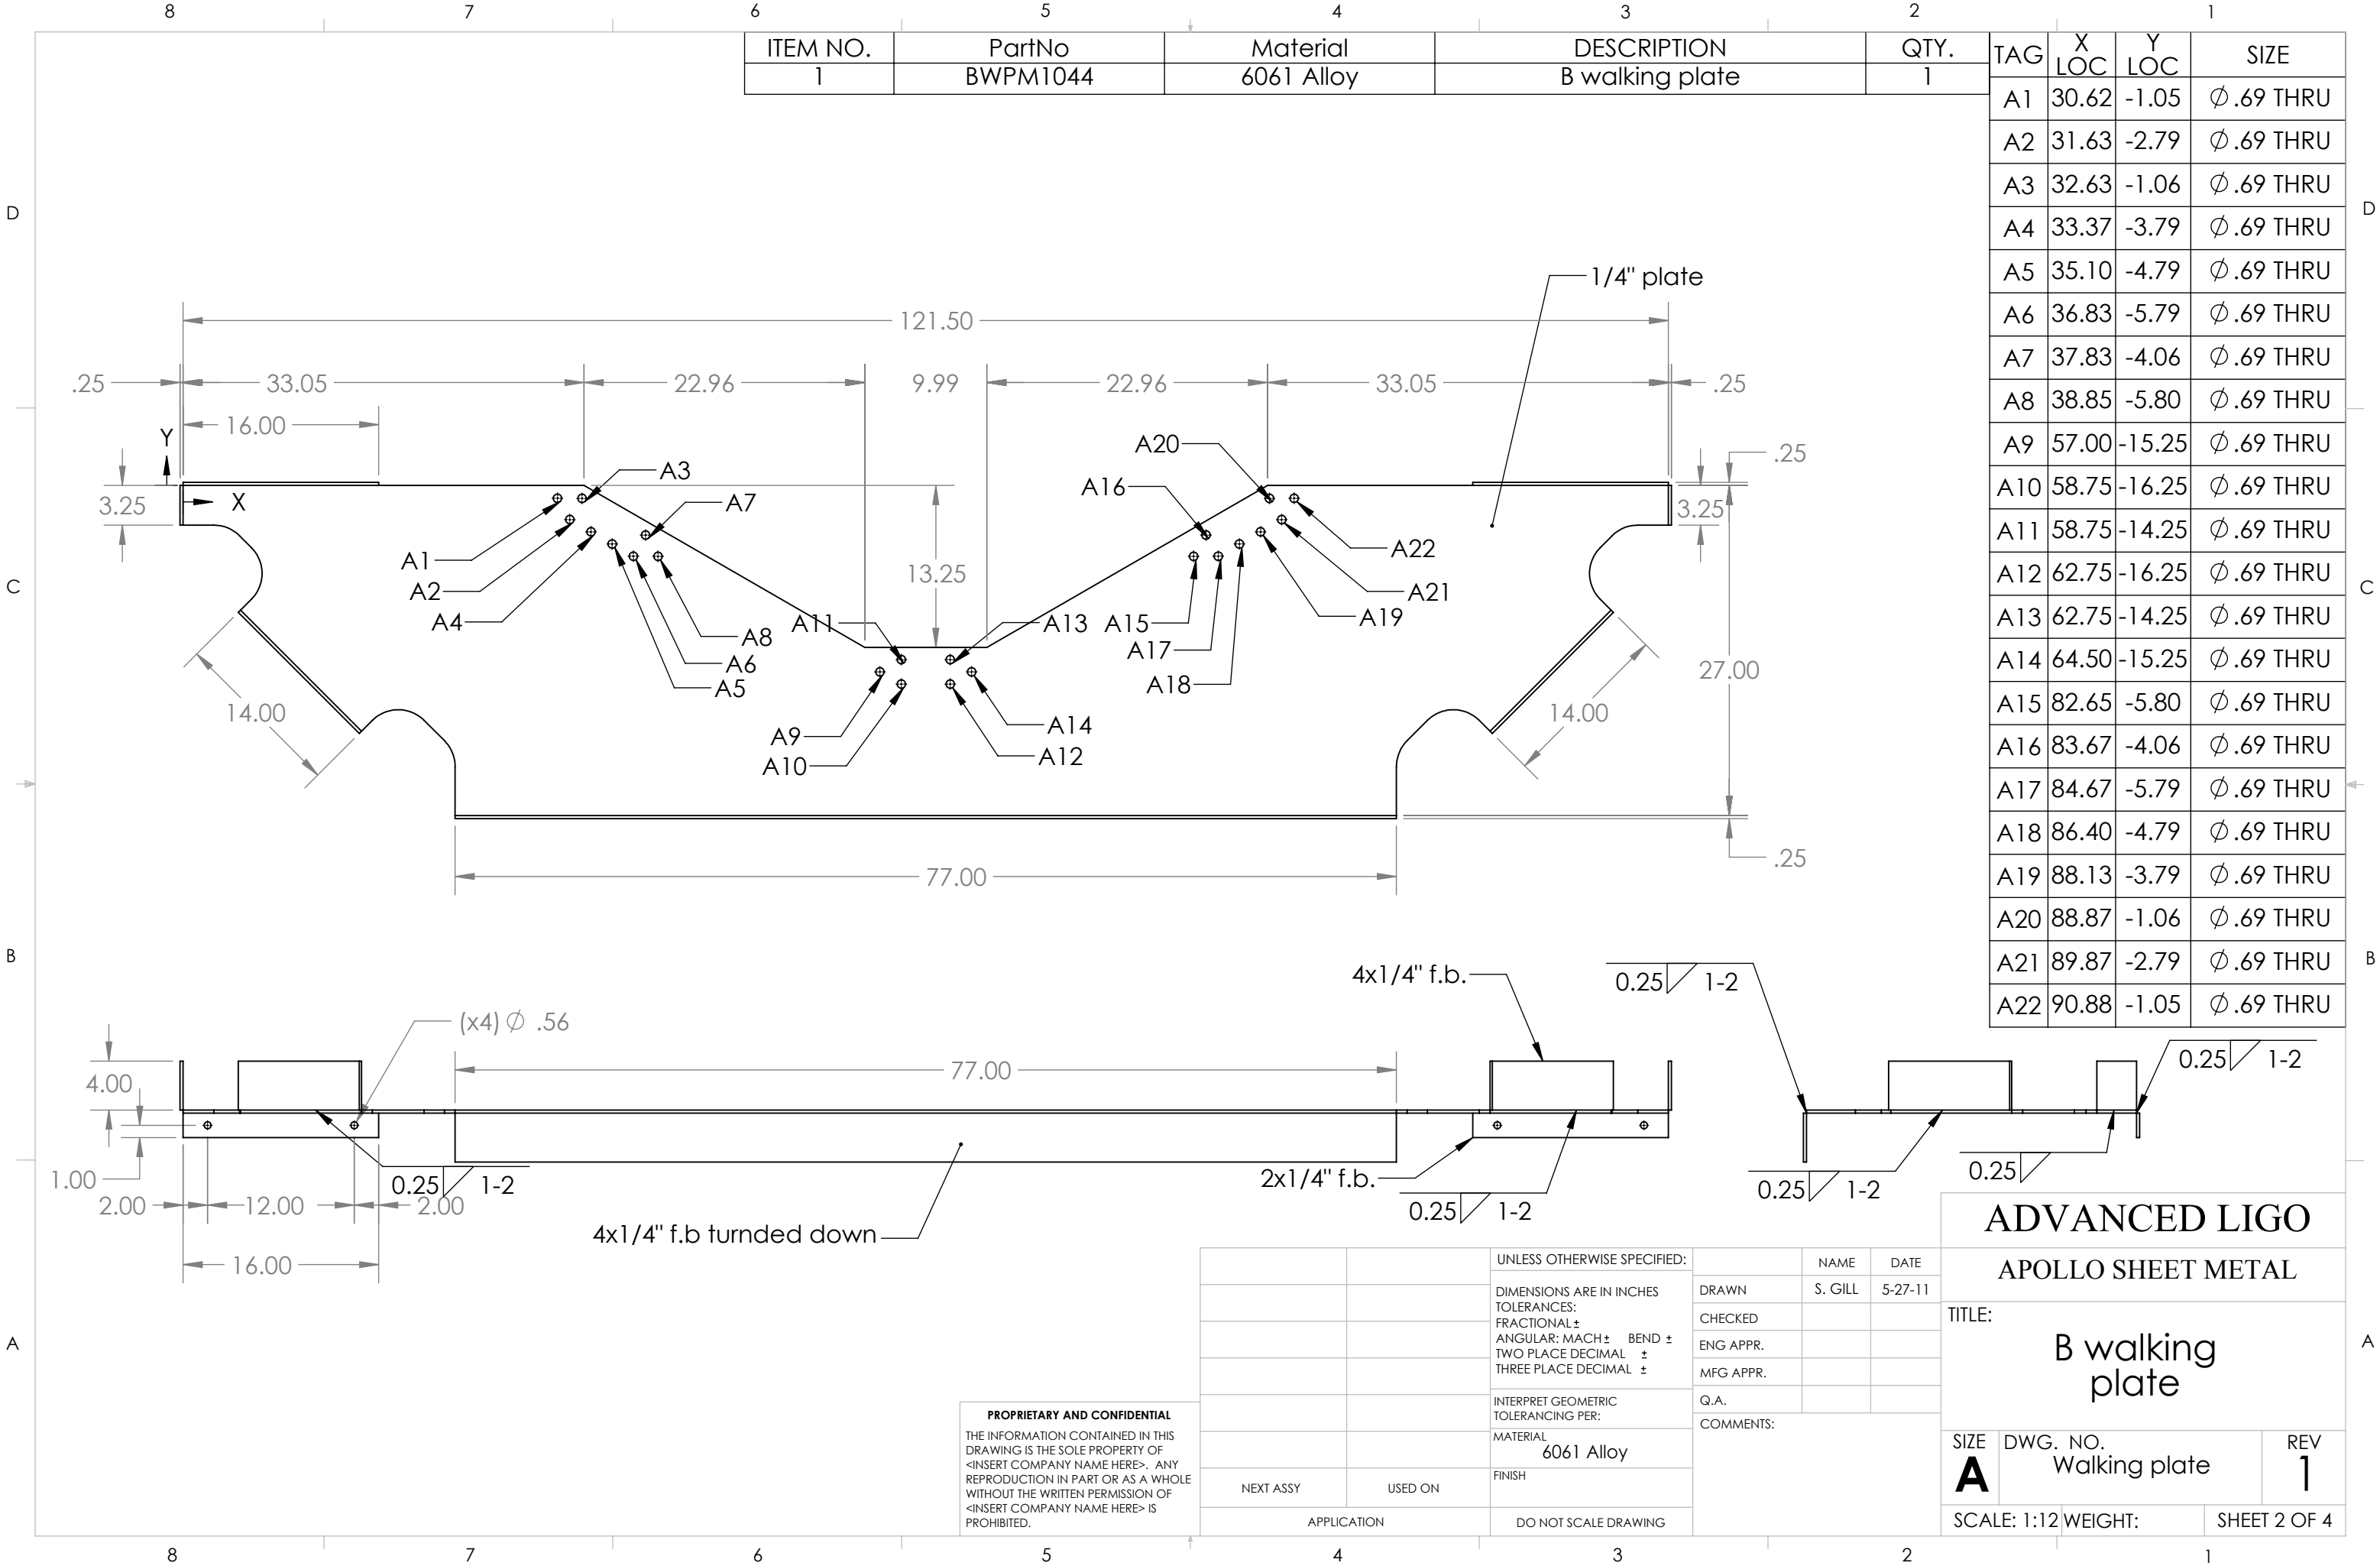 8 7 6 5 4 3 2 1
ITEM NO. PartNo Material DESCRIPTION QTY.
1 BWPM1044 6061 Alloy B walking plate 1
TAG X LOC Y LOC SIZE
A1 30.62 -1.05 ∅ .69 THRU
A2 31.63 -2.79 ∅ .69 THRU
A3 32.63 -1.06 ∅ .69 THRU
A4 33.37 -3.79 ∅ .69 THRU
A5 35.10 -4.79 ∅ .69 THRU
A6 36.83 -5.79 ∅ .69 THRU
A7 37.83 -4.06 ∅ .69 THRU
A8 38.85 -5.80 ∅ .69 THRU
A9 57.00 -15.25 ∅ .69 THRU
A10 58.75 -16.25 ∅ .69 THRU
A11 58.75 -14.25 ∅ .69 THRU
A12 62.75 -16.25 ∅ .69 THRU
A13 62.75 -14.25 ∅ .69 THRU
A14 64.50 -15.25 ∅ .69 THRU
A15 82.65 -5.80 ∅ .69 THRU
A16 83.67 -4.06 ∅ .69 THRU
A17 84.67 -5.79 ∅ .69 THRU
A18 86.40 -4.79 ∅ .69 THRU
A19 88.13 -3.79 ∅ .69 THRU
A20 88.87 -1.06 ∅ .69 THRU
A21 89.87 -2.79 ∅ .69 THRU
A22 90.88 -1.05 ∅ .69 THRU
D D
1/4" plate
121.50
.25 33.05 22.96 9.99 22.96 33.05 .25
16.00
Y
A20
.25
A3
A16
X
A7
3.25
3.25
A1
A22
13.25
C C
A2
A21
A4
A8
A11
A13
A15
A19
A6
A17
A5
A18
27.00
14.00
14.00
A9
A14
A10
A12
.25
77.00
B B
4x1/4" f.b.
0.25 1-2
(x4) ∅ .56
4.00
77.00
0.25 1-2
1.00
0.25 1-2
2x1/4" f.b.
0.25
2.00 12.00 2.00
0.25 1-2
0.25 1-2
4x1/4" f.b turnded down
16.00
ADVANCED LIGO
APOLLO SHEET METAL
UNLESS OTHERWISE SPECIFIED:
DIMENSIONS ARE IN INCHES
TOLERANCES:
FRACTIONAL ±
ANGULAR: MACH ± BEND ±
TWO PLACE DECIMAL ±
THREE PLACE DECIMAL ±
INTERPRET GEOMETRIC
TOLERANCING PER:
MATERIAL
6061 Alloy
FINISH
DO NOT SCALE DRAWING
NAME DATE
DRAWN S. GILL 5-27-11
CHECKED
ENG APPR.
MFG APPR.
Q.A.
COMMENTS:
TITLE:
B walking
plate
A A
PROPRIETARY AND CONFIDENTIAL
THE INFORMATION CONTAINED IN THIS
DRAWING IS THE SOLE PROPERTY OF
<INSERT COMPANY NAME HERE>. ANY
REPRODUCTION IN PART OR AS A WHOLE
WITHOUT THE WRITTEN PERMISSION OF
<INSERT COMPANY NAME HERE> IS
PROHIBITED.
NEXT ASSY USED ON
APPLICATION
SIZE DWG. NO. REV
A Walking plate 1
SCALE: 1:12 WEIGHT: SHEET 2 OF 4
8 7 6 5 4 3 2 1